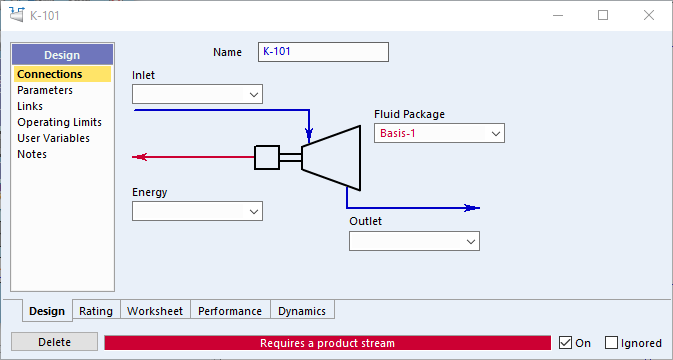 K-101
Design
Name
K-101
Connections
Inlet
Parameters
Links
Fluid Package
Operating Limits
Basis-1
User Variables
Notes
Energy
Outlet
Design
Rating
Worksheet
Performance
Dynamics
Delete
Requires a product stream
On
Ignored